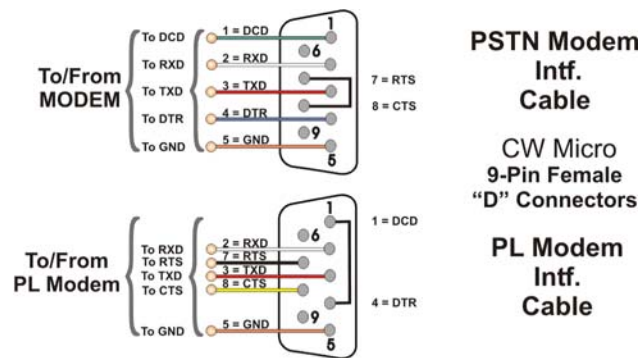 To/From
MODEM
To DCD
To RXD
To TXD
To DTR
To GND
1 = DCD
2 = RXD
3 = TXD
4 = DTR
5 = GND
1
6
9
5
7 = RTS
8 = CTS
PSTN Modem
Intf.
Cable
CW Micro
9-Pin Female
“D” Connectors
To/From
PL Modem
To RXD
To RTS
To TXD
To CTS
To GND
2 = RXD
7 = RTS
3 = TXD
8 = CTS
5 = GND
1
6
9
5
1 = DCD
4 = DTR
PL Modem
Intf.
Cable